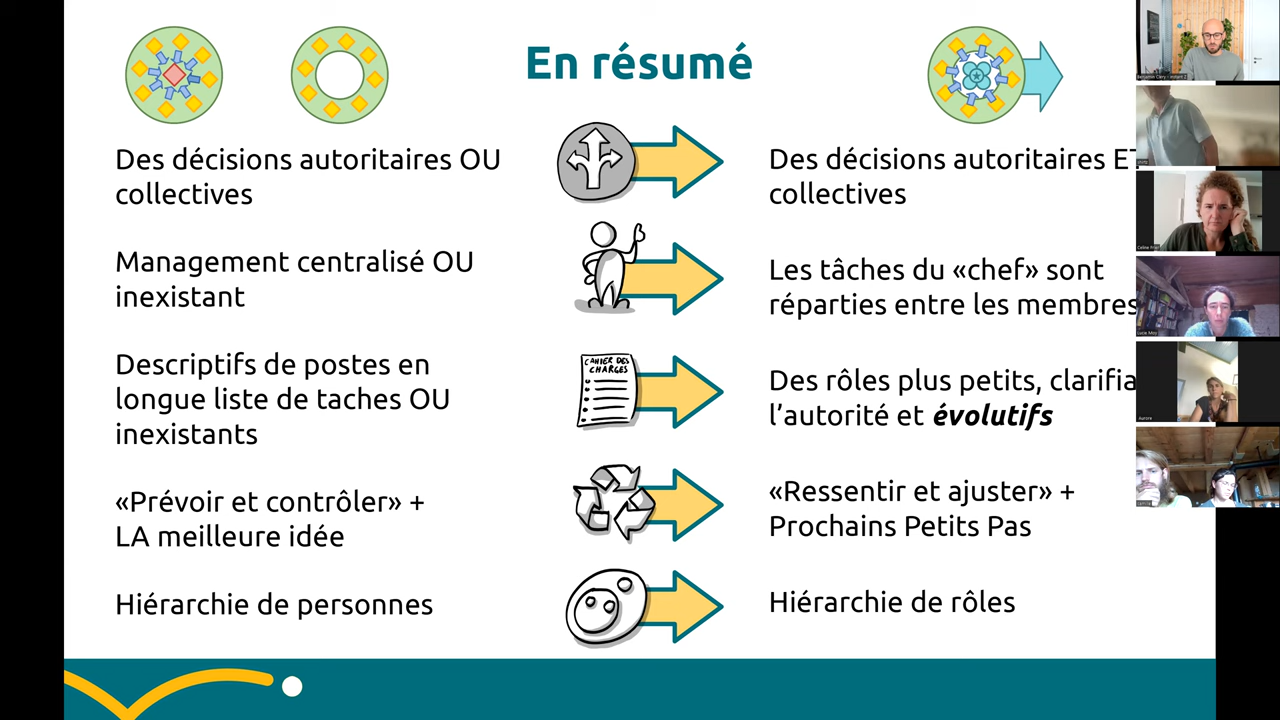 En résumé
Des décisions autoritaires OU
collectives
Des décisions autoritaires ET
collectives
Management centralisé OU
inexistant
Les tâches du «chef» sont
réparties entre les membres
Descriptifs de postes en
longue liste de taches OU
inexistants
CAHIER DES
CHARGES
Des rôles plus petits, clarifia
l’autorité et évolutifs
«Prévoir et contrôler» +
LA meilleure idée
«Ressentir et ajuster» +
Prochains Petits Pas
Hiérarchie de personnes
Hiérarchie de rôles
Aurore